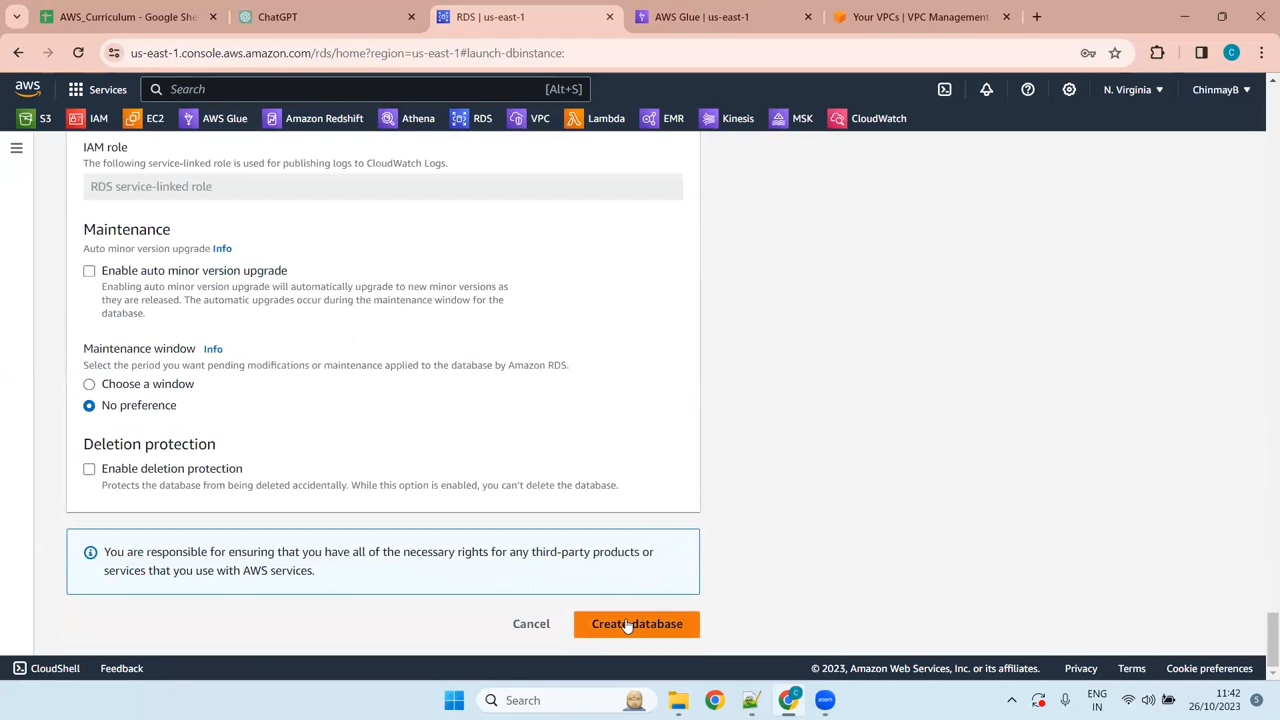 AWS_Curriculum - Google She
ChatGPT
RDS | us-east-1
AWS Glue | us-east-1
Your VPCs | VPC Management
us-east-1.console.aws.amazon.com/rds/home?region=us-east-1#launch-dbinstance:
C
aws
Services
Search
[Alt+S]
N. Virginia
ChinmayB
S3
IAM
EC2
AWS Glue
Amazon Redshift
Athena
RDS
VPC
Lambda
EMR
Kinesis
MSK
CloudWatch
IAM role
The following service-linked role is used for publishing logs to CloudWatch Logs.
RDS service-linked role
Maintenance
Auto minor version upgrade Info
Enable auto minor version upgrade
Enabling auto minor version upgrade will automatically upgrade to new minor versions as
they are released. The automatic upgrades occur during the maintenance window for the
database.
Maintenance window Info
Select the period you want pending modifications or maintenance applied to the database by Amazon RDS.
Choose a window
No preference
Deletion protection
Enable deletion protection
Protects the database from being deleted accidentally. While this option is enabled, you can't delete the database.
You are responsible for ensuring that you have all of the necessary rights for any third-party products or
services that you use with AWS services.
Cancel
Create database
CloudShell
Feedback
© 2023, Amazon Web Services, Inc. or its affiliates.
Privacy
Terms
Cookie preferences
Search
C
zoom
ENG
IN
11:42
26/10/2023
5